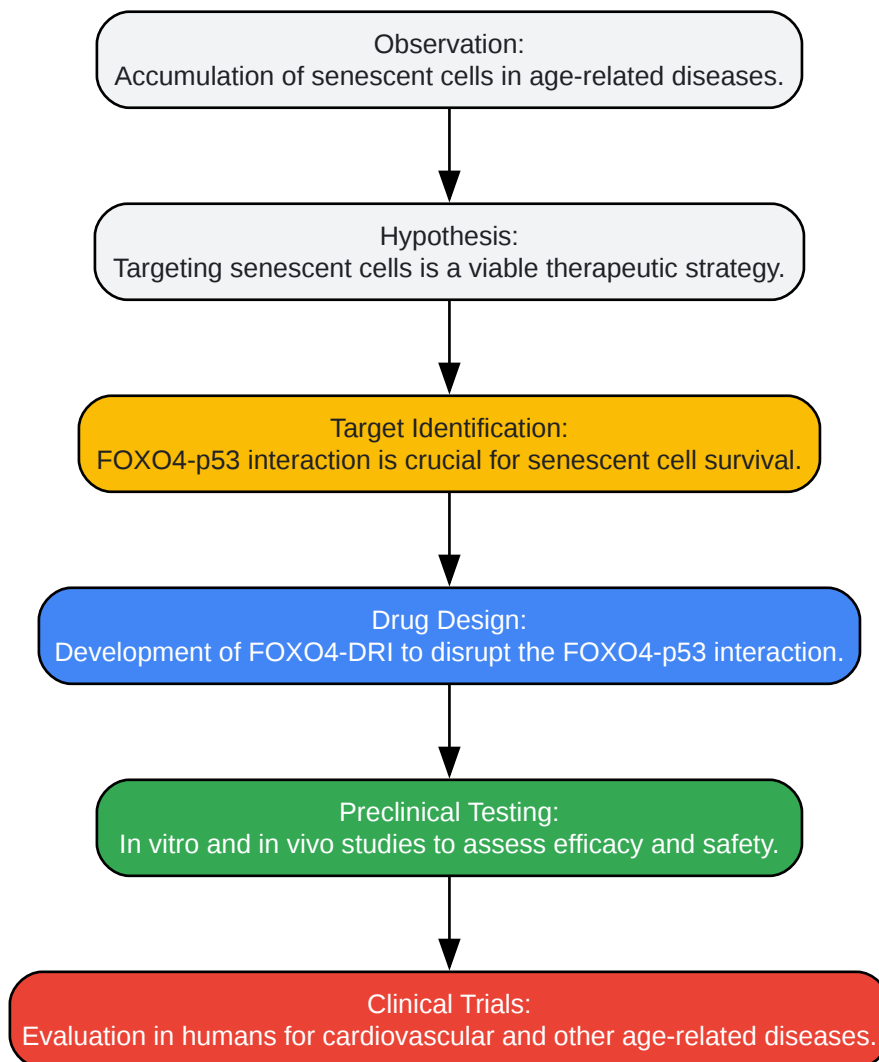 Observation:
Accumulation of senescent cells in age-related diseases.
Hypothesis:
Targeting senescent cells is a viable therapeutic strategy.
Target Identification:
FOXO4-p53 interaction is crucial for senescent cell survival.
Drug Design:
Development of FOXO4-DRI to disrupt the FOXO4-p53 interaction.
Preclinical Testing:
In vitro and in vivo studies to assess efficacy and safety.
Clinical Trials:
Evaluation in humans for cardiovascular and other age-related diseases.